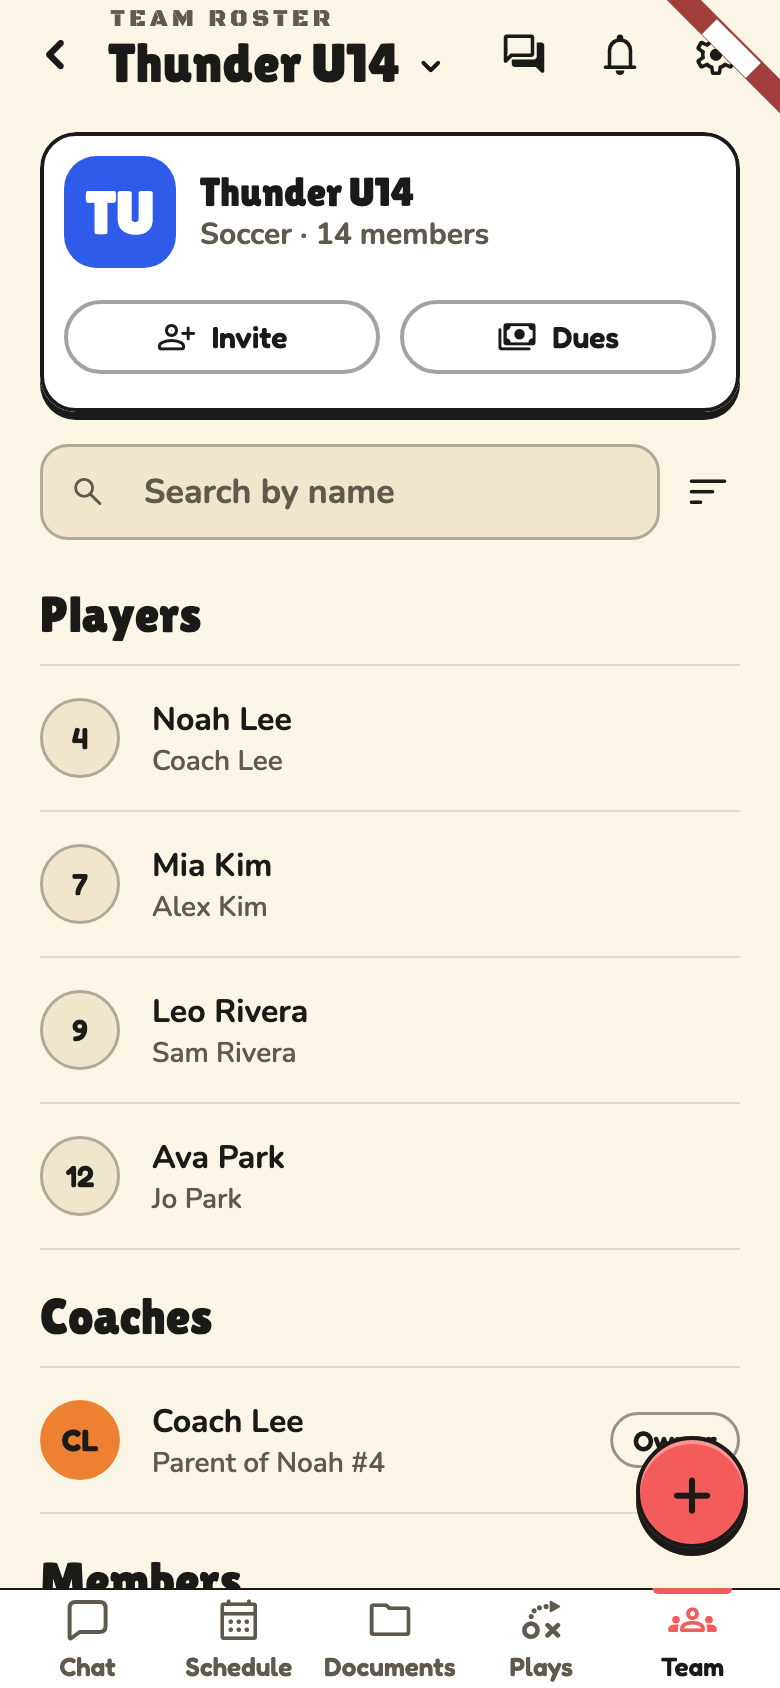 TEAM ROSTER
Thunder U14
TU
Thunder U14
Soccer · 14 members
Invite
Dues
Search by name
Players
4
Noah Lee
Coach Lee
7
Mia Kim
Alex Kim
9
Leo Rivera
Sam Rivera
12
Ava Park
Jo Park
Coaches
CL
Coach Lee
Parent of Noah #4
Members
Chat
Schedule
Documents
Plays
Team